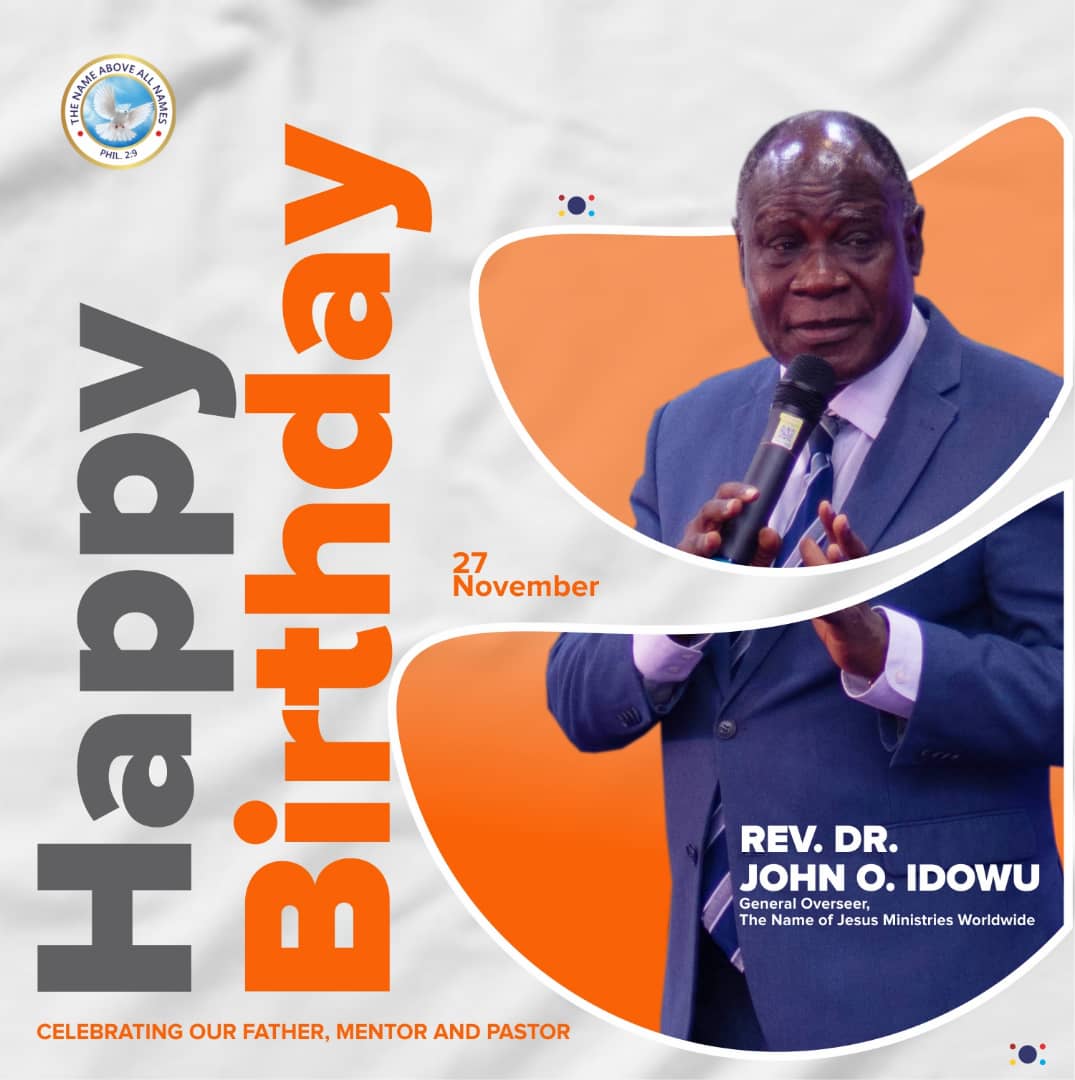 THE NAME ABOVE ALL NAMES
PHIL. 2:9
Happy
Birthday
27
November
REV. DR.
JOHN O. IDOWU
General Overseer,
The Name of Jesus Ministries Worldwide
CELEBRATING OUR FATHER, MENTOR AND PASTOR